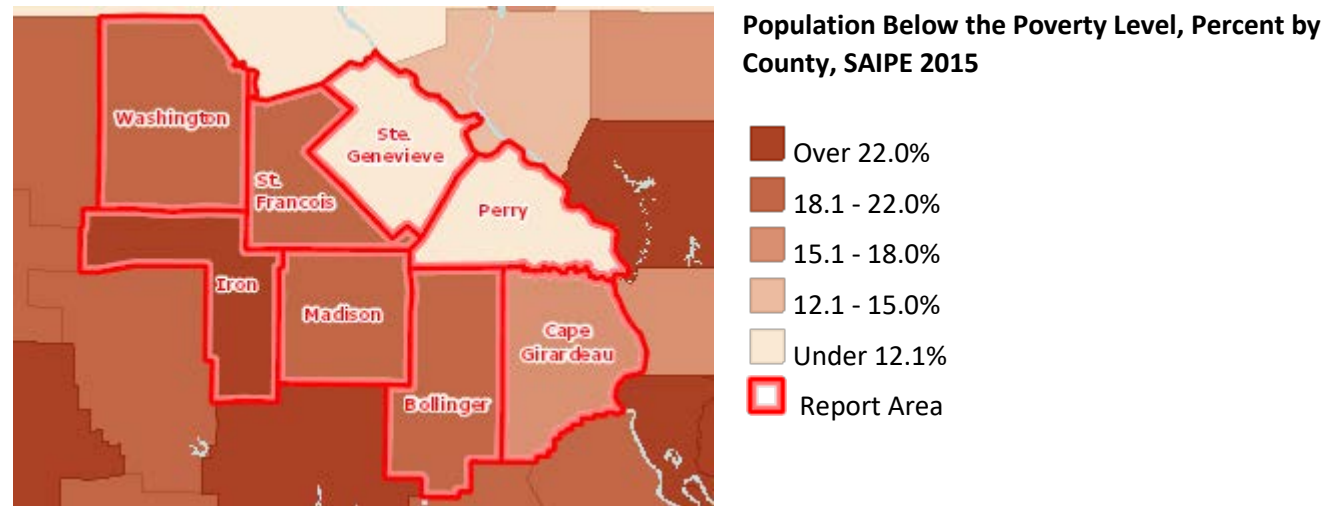 Population Below the Poverty Level, Percent by
County, SAIPE 2015
Over 22.0%
18.1 - 22.0%
15.1 - 18.0%
12.1 - 15.0%
Under 12.1%
Report Area
Washington
Ste.
Genevieve
St.
Francois
Perry
Iron
Madison
Cape
Girardeau
Bollinger